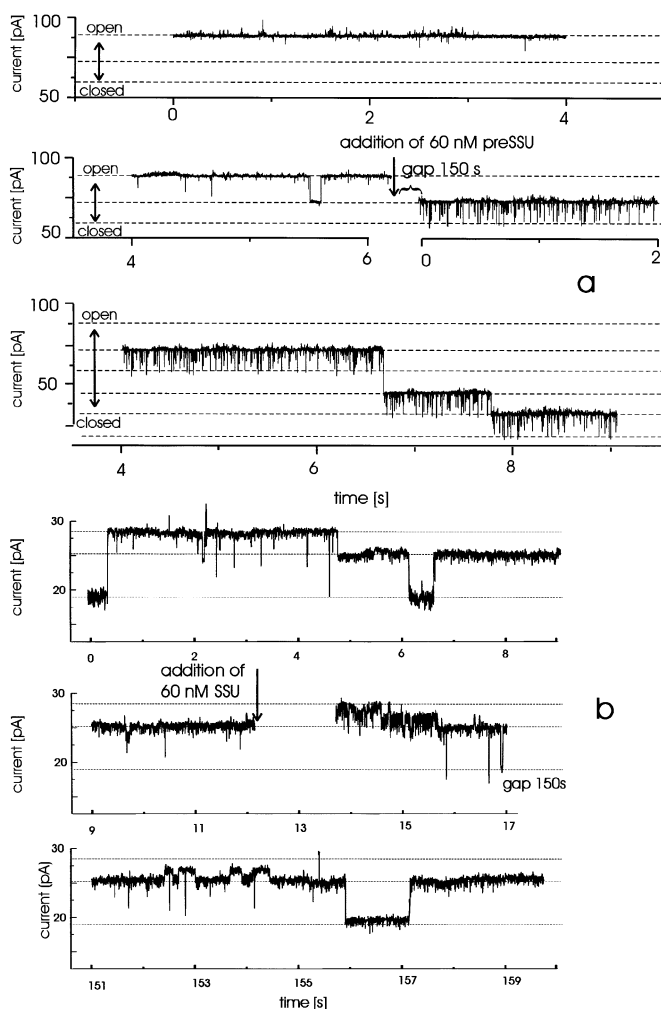 100
open
current [pA]
closed
50
0 2 4
addition of 60 nM preSSU
100
open
gap 150 s
current [pA]
closed
50
4 6 0 2
a
100
open
current [pA]
50
closed
4 6 8
time [s]
30
current [pA]
20
0 2 4 6 8
addition of
60 nM SSU
b
30
current [pA]
20
gap 150s
9 11 13 15 17
30
current [pA]
20
151 153 155 157 159
time [s]